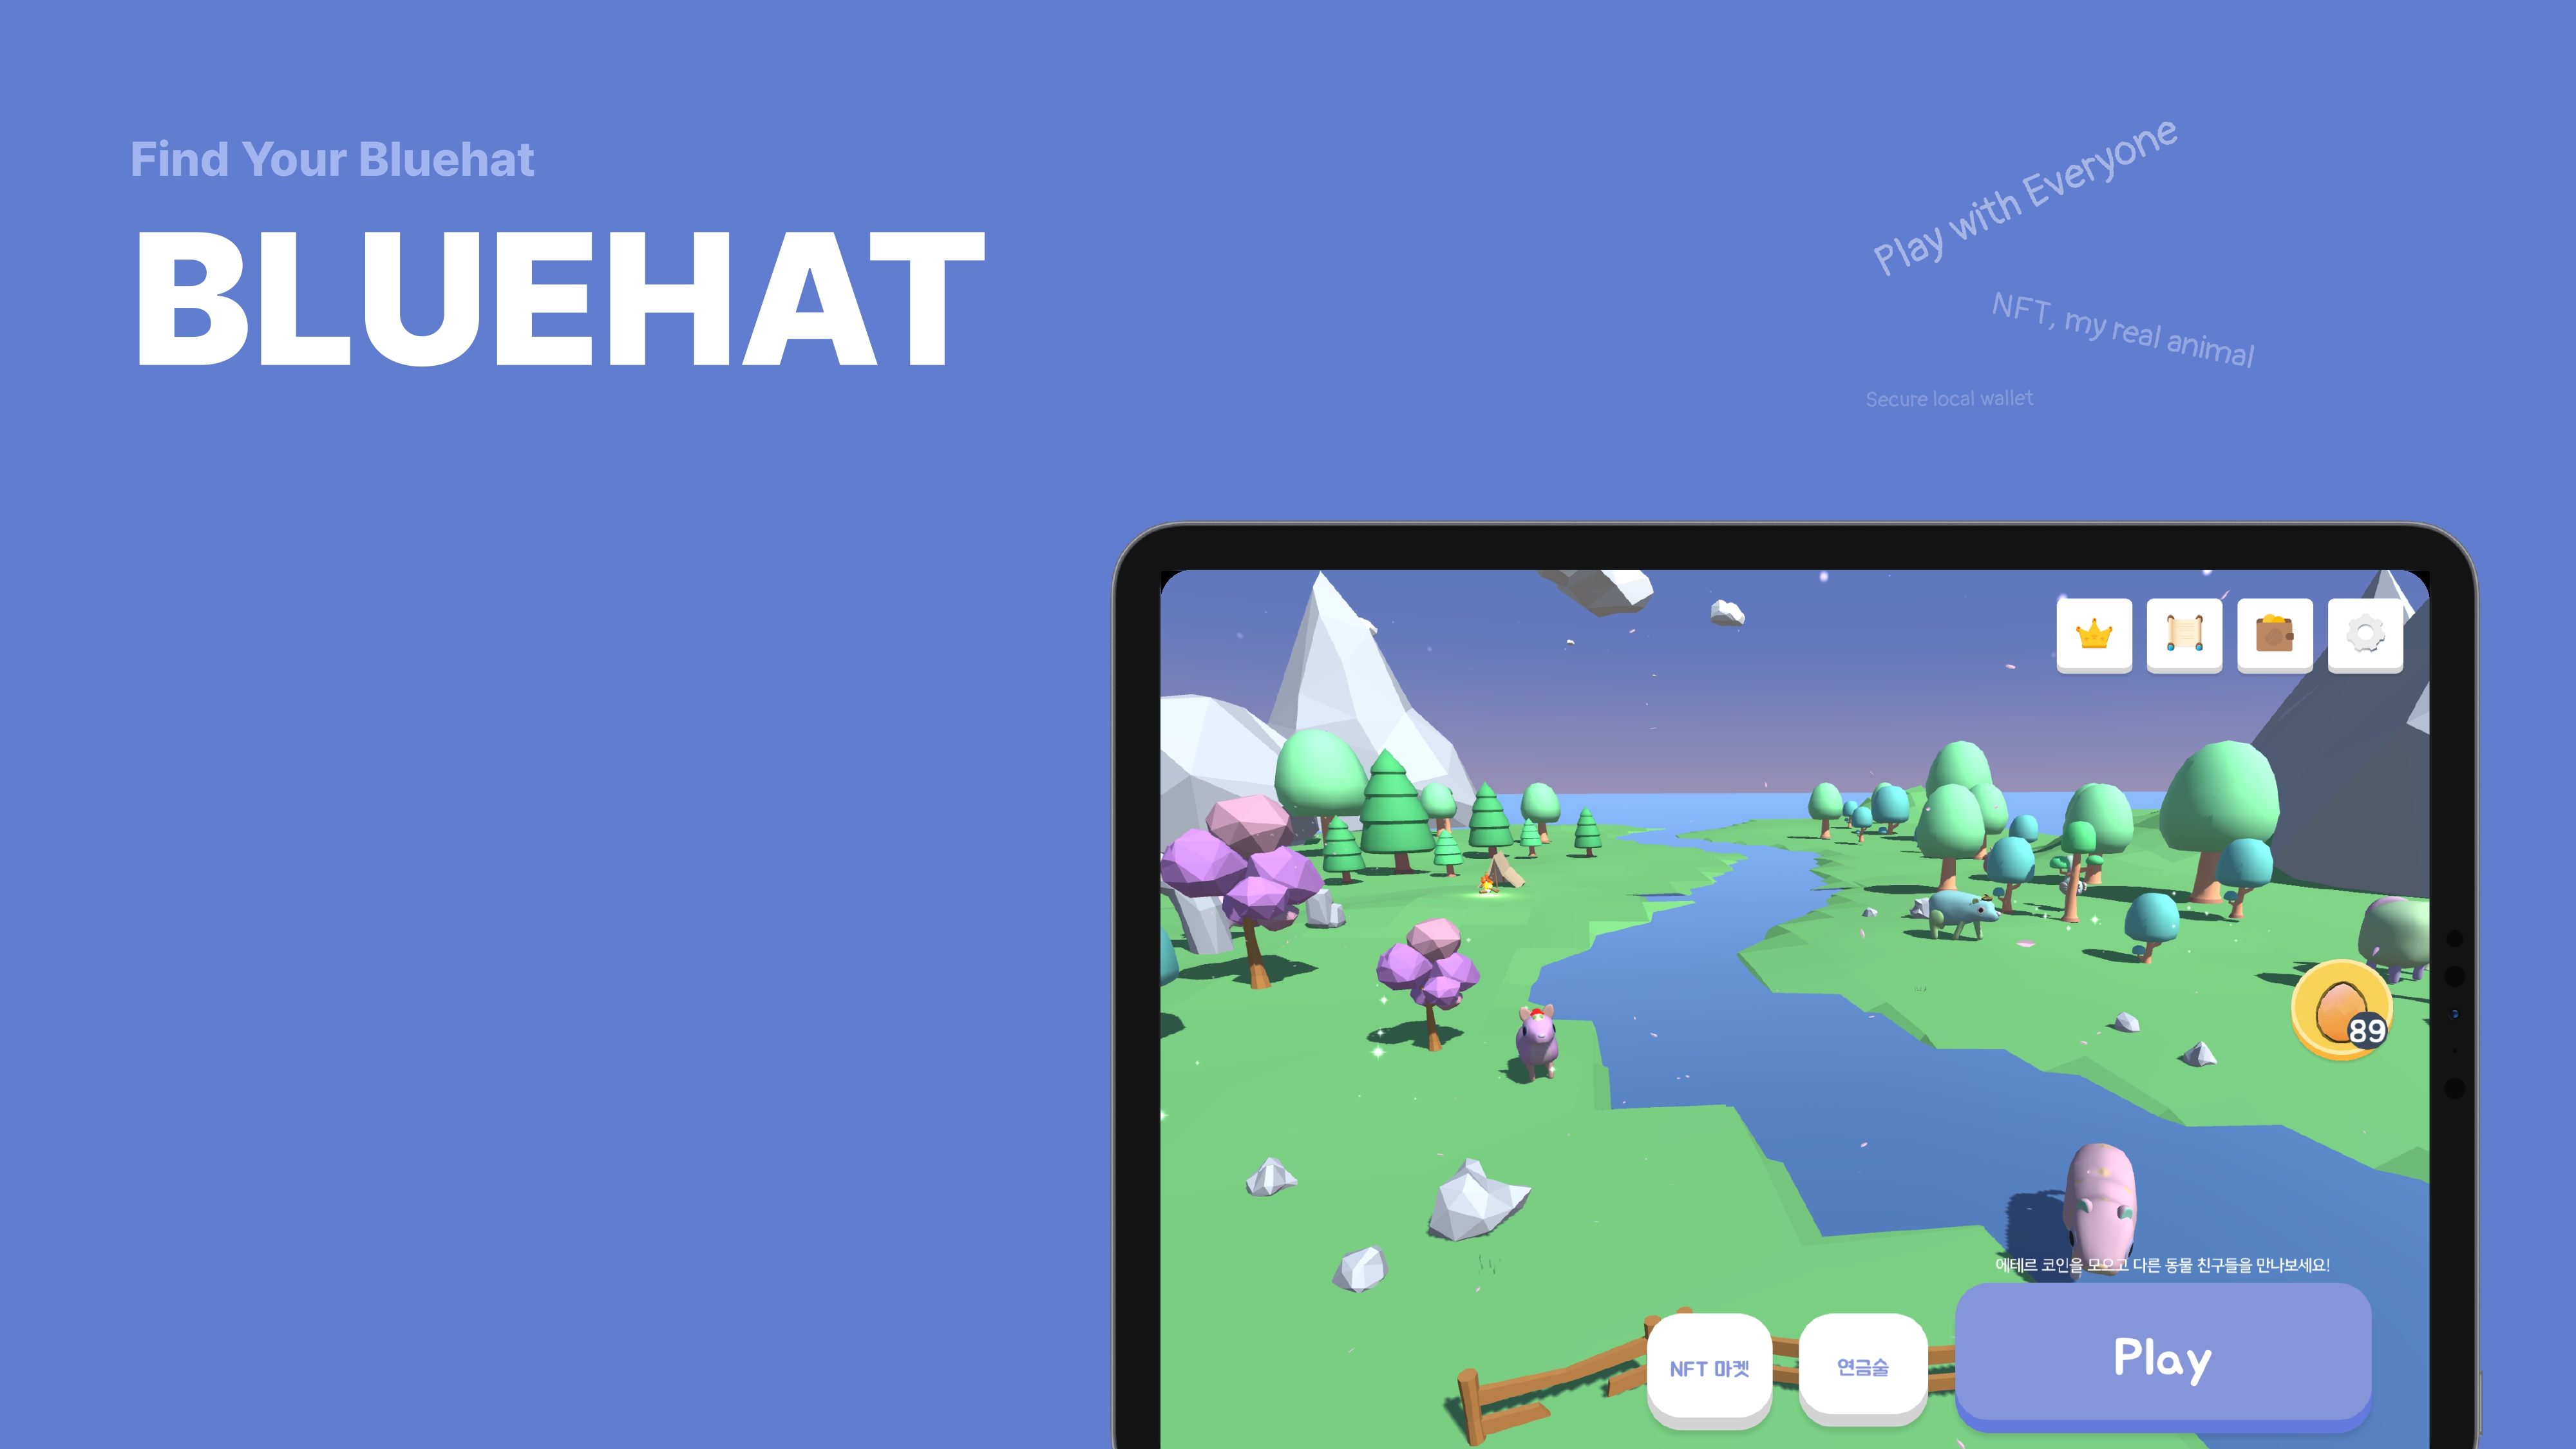 Find Your Bluehat
BLUEHAT
Play with Everyone
NFT, my real animal
Secure local wallet
89
에테르 코인을 모으고 다른 동물 친구들을 만나보세요!
NFT 마켓
연금술
Play